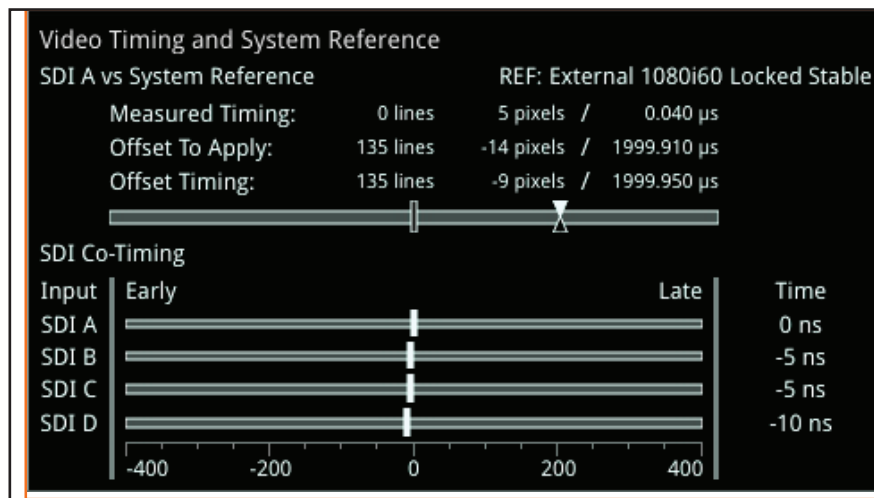 Video Timing and System Reference
SDI A vs System Reference REF: External 1080i60 Locked Stable
Measured Timing: 0 lines 5 pixels / 0.040 µs
Offset To Apply: 135 lines -14 pixels / 1999.910 µs
Offset Timing: 135 lines -9 pixels / 1999.950 µs
SDI Co-Timing
Input Early Late Time
SDI A 0 ns
SDI B -5 ns
SDI C -5 ns
SDI D -10 ns
-400 -200 0 200 400